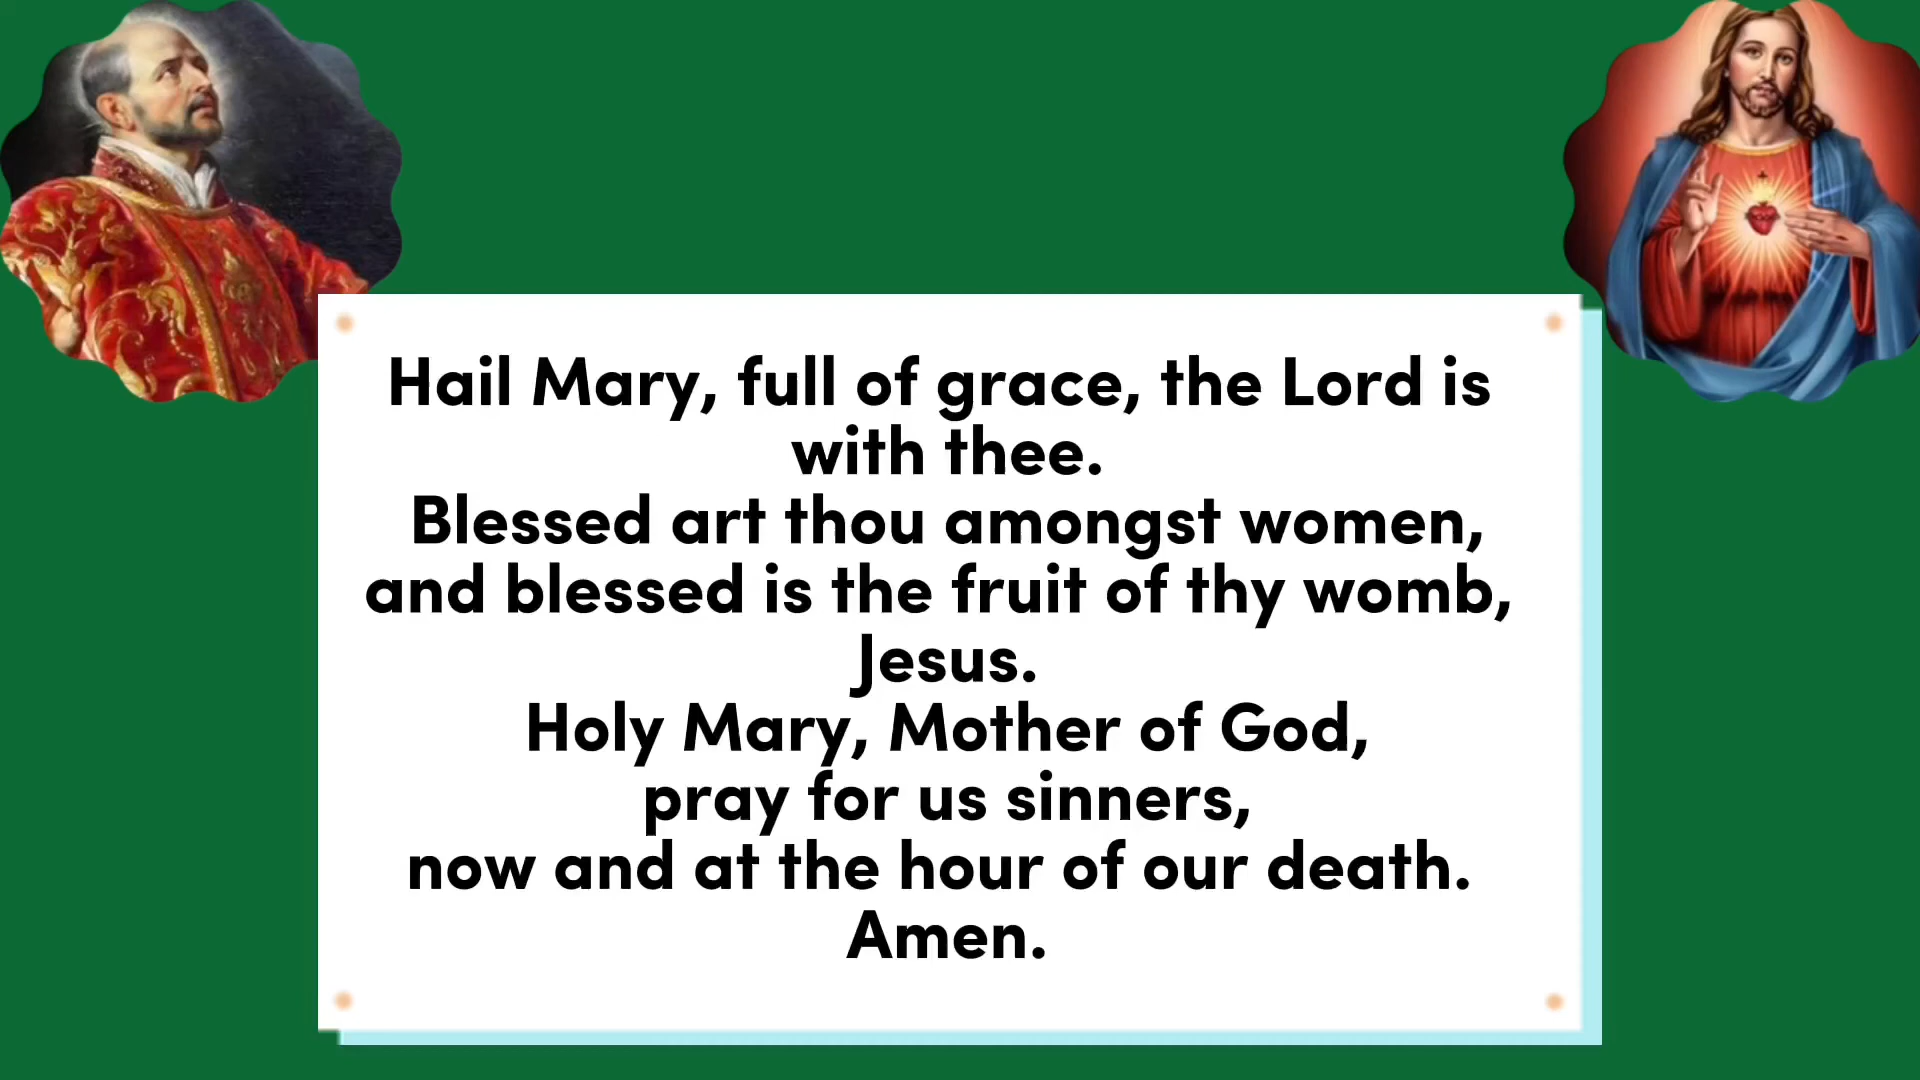 Hail Mary, full of grace, the Lord is
with thee.
Blessed art thou amongst women,
and blessed is the fruit of thy womb,
Jesus.
Holy Mary, Mother of God,
pray for us sinners,
now and at the hour of our death.
Amen.